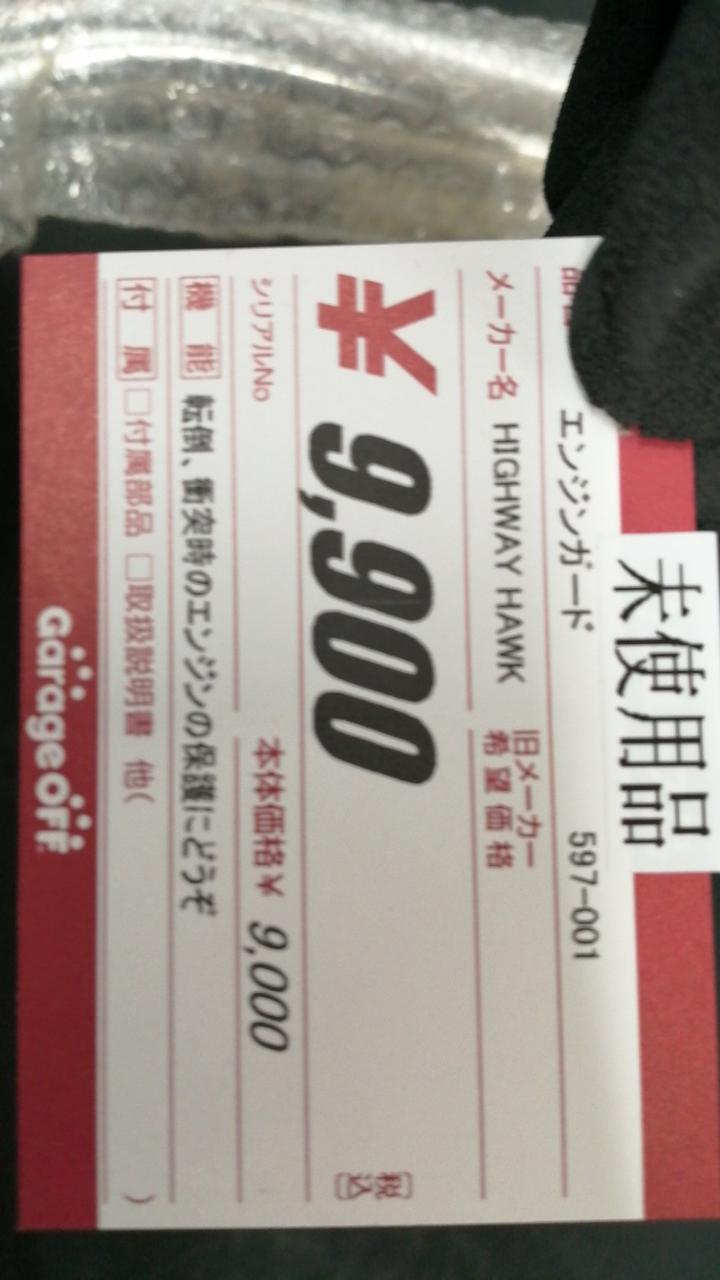 未使用品
エンジンガード 597-001
メーカー名 HIGHWAY HAWK 旧メーカー
希望価格
¥ 9,900 〔税込〕
シリアルNo 本体価格¥ 9,000
機能 転倒、衝突時のエンジンの保護にどうぞ
付属 □付属部品 □取扱説明書 他( )
GarageOFF